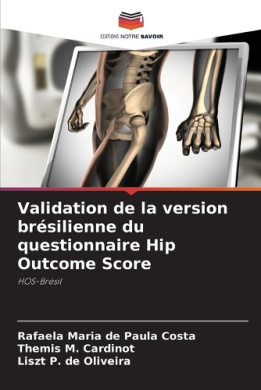 EDITIONS NOTRE SAVOIR
Validation de la version
brésilienne du
questionnaire Hip
Outcome Score
HOS-Brésil
Rafaela Maria de Paula Costa
Themis M. Cardinot
Liszt P. de Oliveira